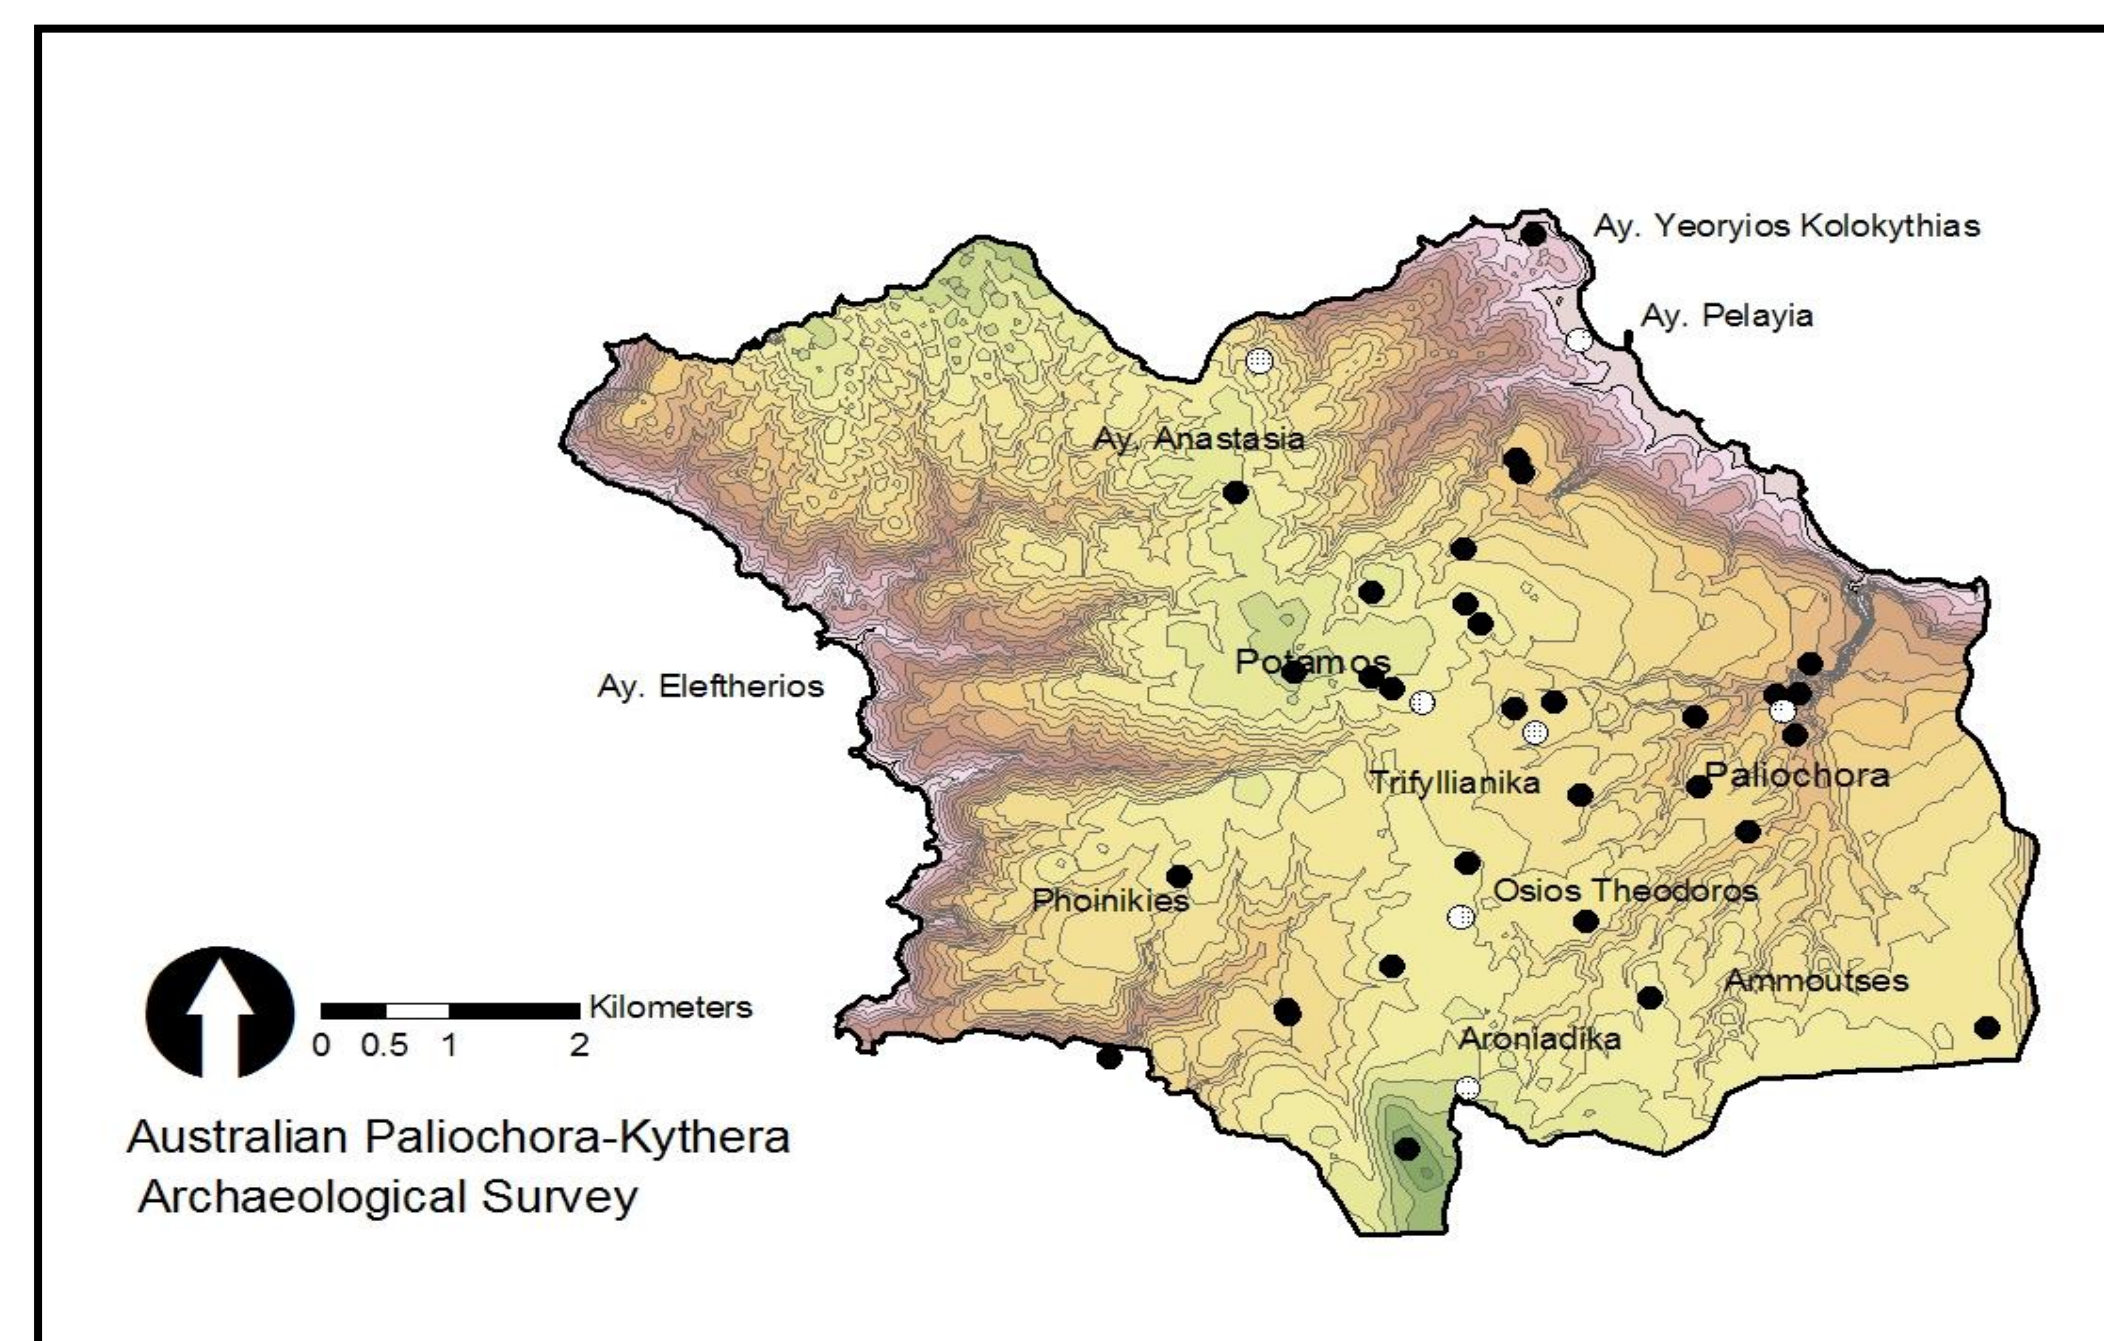 Ay. Yeoryios Kolokythias
Ay. Pelayia
Ay. Anastasia
Potamos
Ay. Eleftherios
Trifyllianika
Paliochora
Phoinikies
Osios Theodoros
Ammoutses
Aroniadika
Kilometers
0 0.5 1 2
Australian Paliochora-Kythera
Archaeological Survey